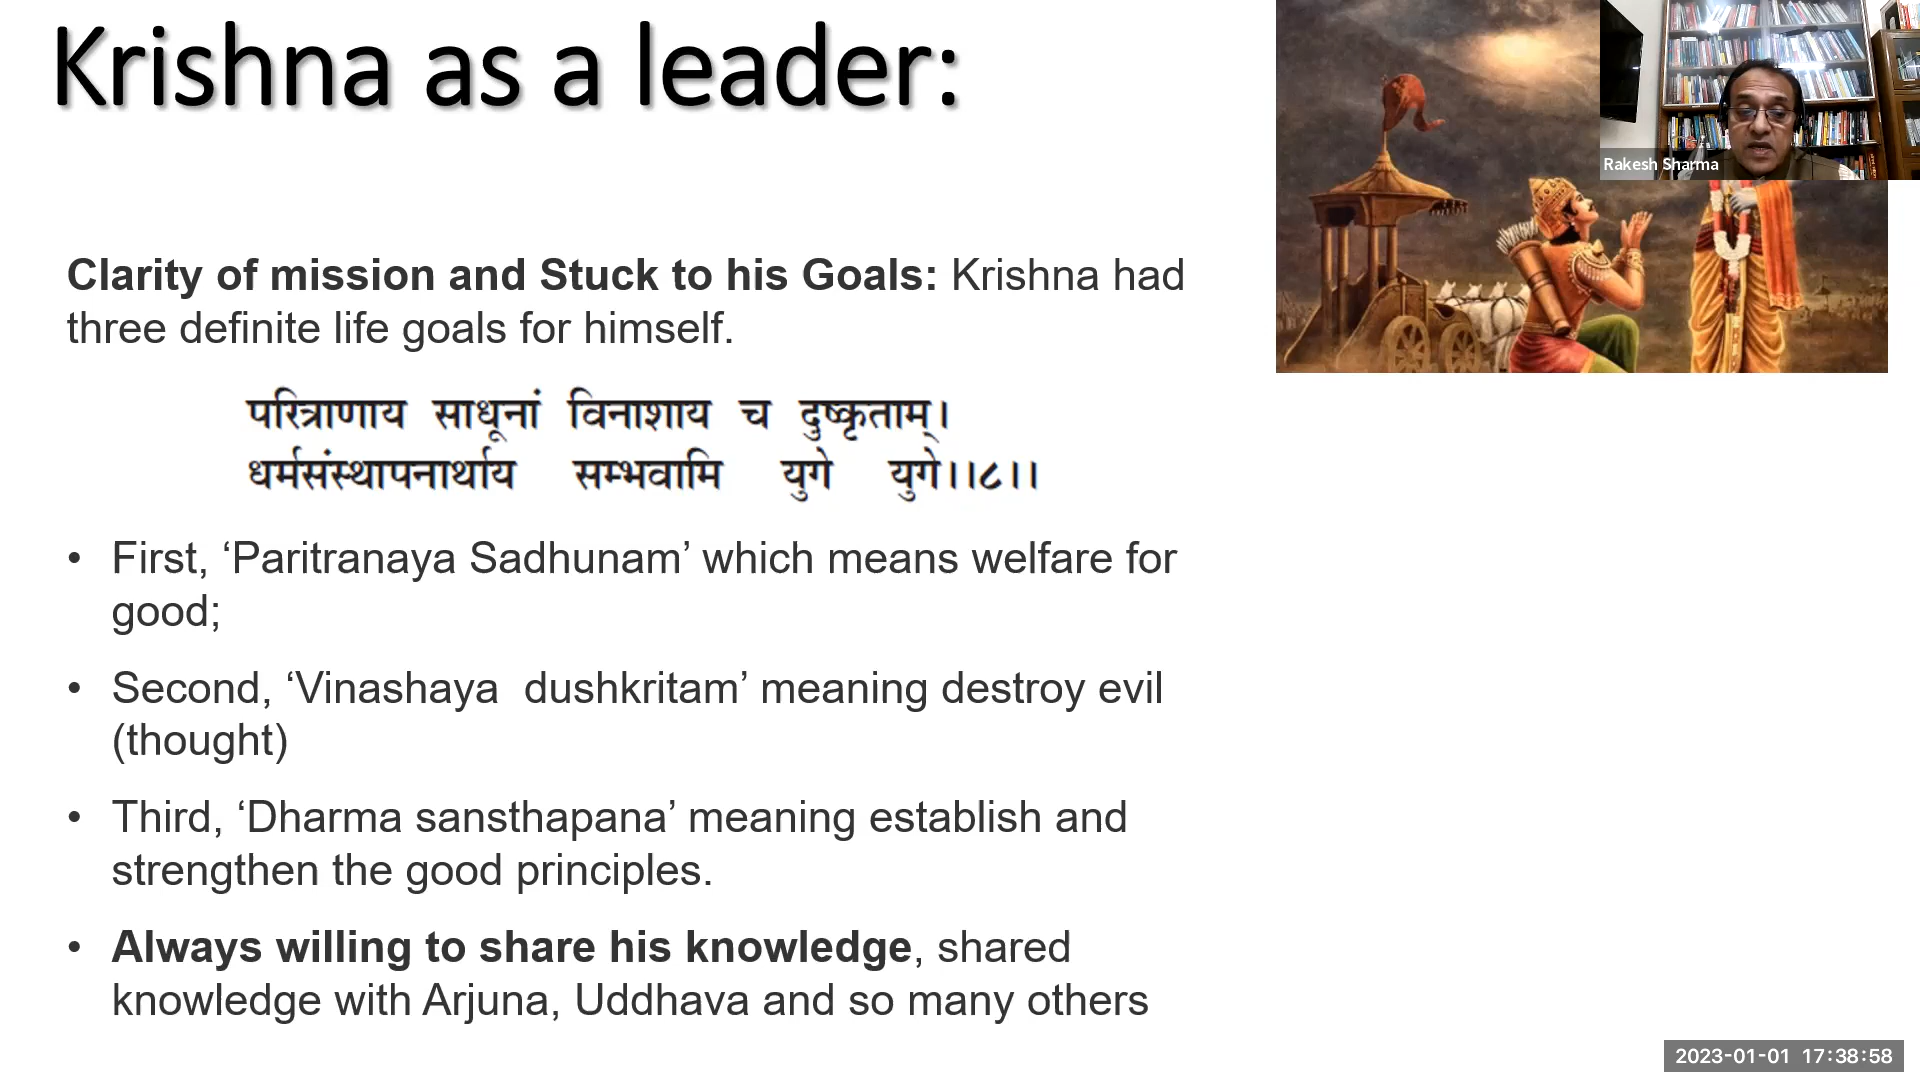 Krishna as a leader:
Rakesh Sharma
Clarity of mission and Stuck to his Goals: Krishna had
three definite life goals for himself.
परित्राणाय साधूनां विनाशाय च दुष्कृताम्।
धर्मसंस्थापनार्थाय सम्भवामि युगे युगे।।८।।
• First, ‘Paritranaya Sadhunam’ which means welfare for
good;
• Second, ‘Vinashaya dushkritam’ meaning destroy evil
(thought)
• Third, ‘Dharma sansthapana’ meaning establish and
strengthen the good principles.
• Always willing to share his knowledge, shared
knowledge with Arjuna, Uddhava and so many others
2023-01-01 17:38:58